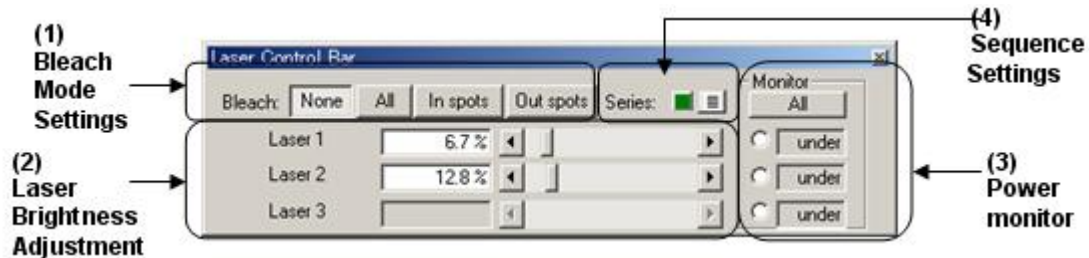 (1)
Bleach
Mode
Settings
(2)
Laser
Brightness
Adjustment
Laser Control Bar
Bleach: None All In spots Out spots Series:
Monitor
All
Laser 1 6.7 % under
Laser 2 12.8 % under
Laser 3 under
(4)
Sequence
Settings
(3)
Power
monitor